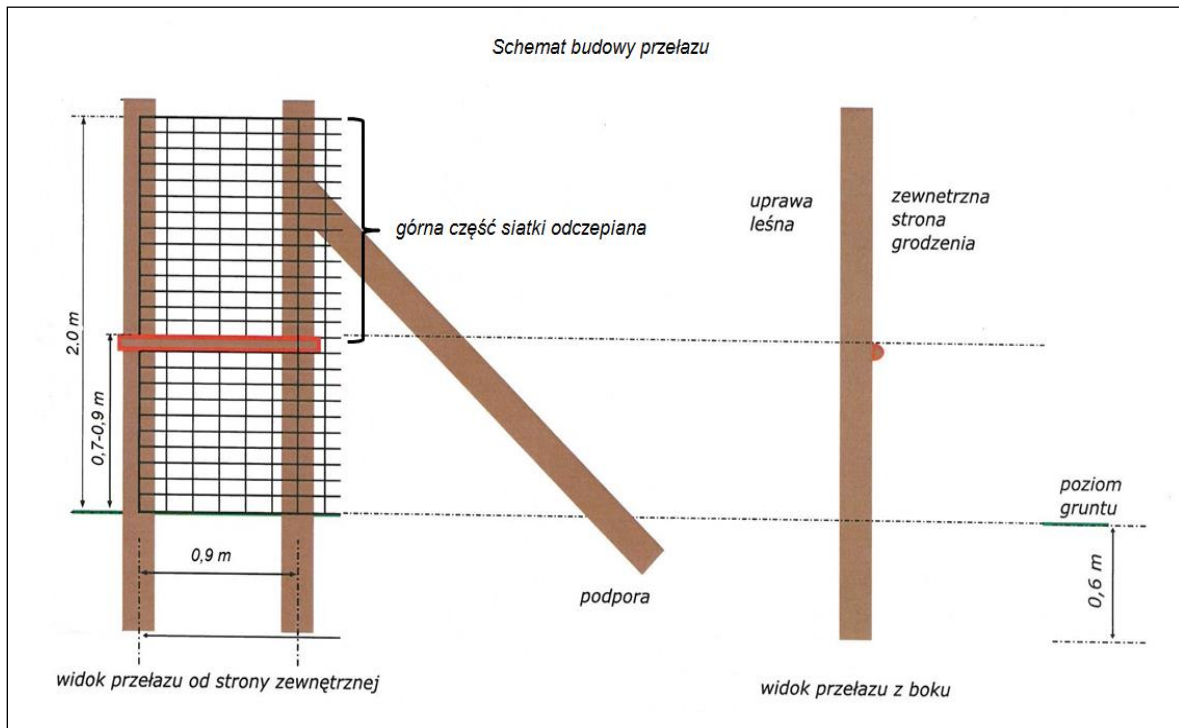 Schemat budowy przełazu
górna część siatki odczepiana
uprawa
leśna
zewnetrzna
strona
grodzenia
2.0 m
0,7-0,9 m
0,9 m
podpora
poziom
gruntu
0,6 m
widok przełazu od strony zewnętrznej
widok przełazu z boku